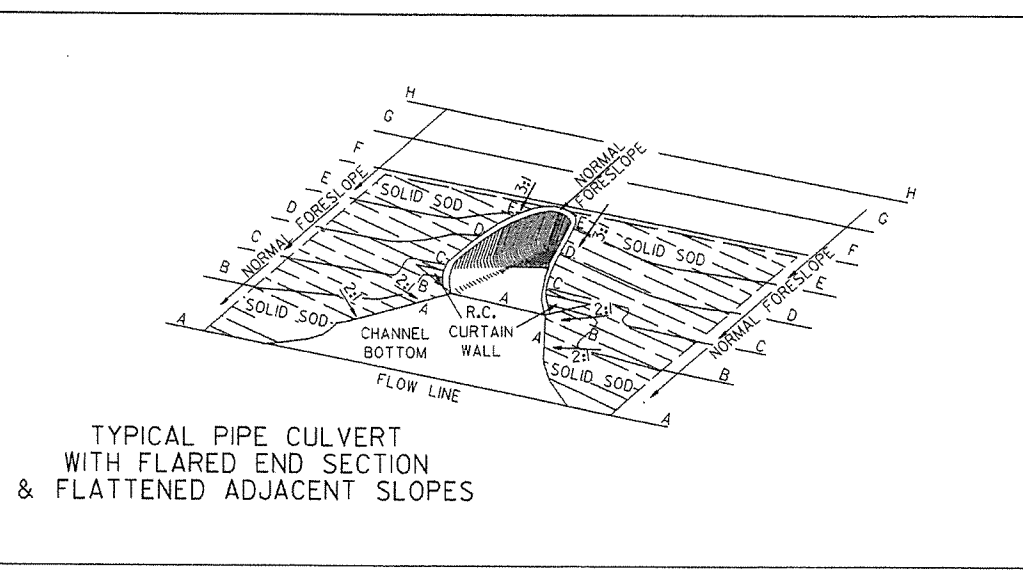 H
G
F
E
D
C
B
A
NORMAL FORESLOPE
SOLID SOD
SOLID SOD
NORMAL
FORESLOPE
3:1
3:1
E
E
D
D
C
C
B
B
A
A
A
2:1
2:1
2:1
2:1
SOLID SOD
SOLID SOD
NORMAL FORESLOPE
H
G
F
E
D
C
B
A
R.C.
CURTAIN
WALL
CHANNEL
BOTTOM
FLOW LINE
TYPICAL PIPE CULVERT
WITH FLARED END SECTION
& FLATTENED ADJACENT SLOPES